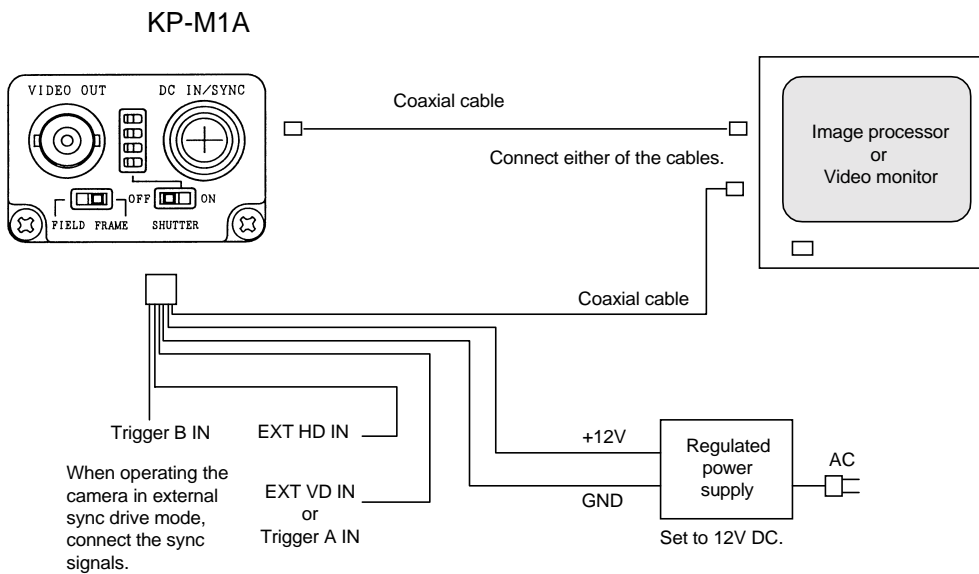 KP-M1A
VIDEO OUT
DC IN/SYNC
OFF
ON
FIELD FRAME
SHUTTER
Coaxial cable
Connect either of the cables.
Image processor
or
Video monitor
Coaxial cable
Trigger B IN
When operating the
camera in external
sync drive mode,
connect the sync
signals.
EXT HD IN
EXT VD IN
or
Trigger A IN
+12V
GND
Regulated
power
supply
AC
Set to 12V DC.